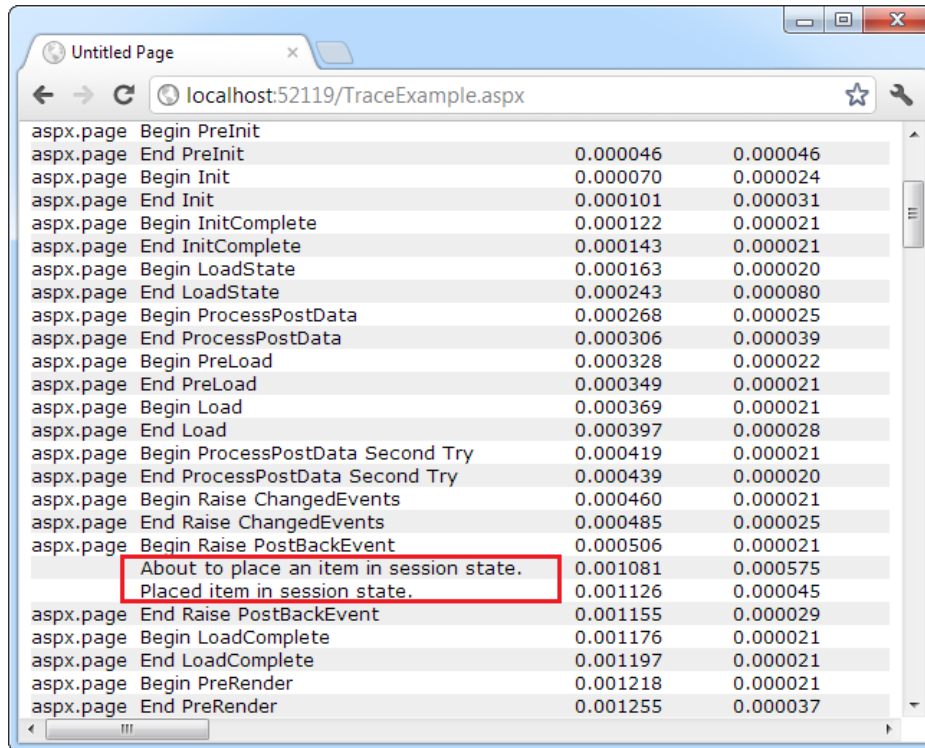 Untitled Page
localhost:52119/TraceExample.aspx
aspx.page Begin PreInit
aspx.page End PreInit 0.000046 0.000046
aspx.page Begin Init 0.000070 0.000024
aspx.page End Init 0.000101 0.000031
aspx.page Begin InitComplete 0.000122 0.000021
aspx.page End InitComplete 0.000143 0.000021
aspx.page Begin LoadState 0.000163 0.000020
aspx.page End LoadState 0.000243 0.000080
aspx.page Begin ProcessPostData 0.000268 0.000025
aspx.page End ProcessPostData 0.000306 0.000039
aspx.page Begin PreLoad 0.000328 0.000022
aspx.page End PreLoad 0.000349 0.000021
aspx.page Begin Load 0.000369 0.000021
aspx.page End Load 0.000397 0.000028
aspx.page Begin ProcessPostData Second Try 0.000419 0.000021
aspx.page End ProcessPostData Second Try 0.000439 0.000020
aspx.page Begin Raise ChangedEvents 0.000460 0.000021
aspx.page End Raise ChangedEvents 0.000485 0.000025
aspx.page Begin Raise PostBackEvent 0.000506 0.000021
About to place an item in session state. 0.001081 0.000575
Placed item in session state. 0.001126 0.000045
aspx.page End Raise PostBackEvent 0.001155 0.000029
aspx.page Begin LoadComplete 0.001176 0.000021
aspx.page End LoadComplete 0.001197 0.000021
aspx.page Begin PreRender 0.001218 0.000021
aspx.page End PreRender 0.001255 0.000037